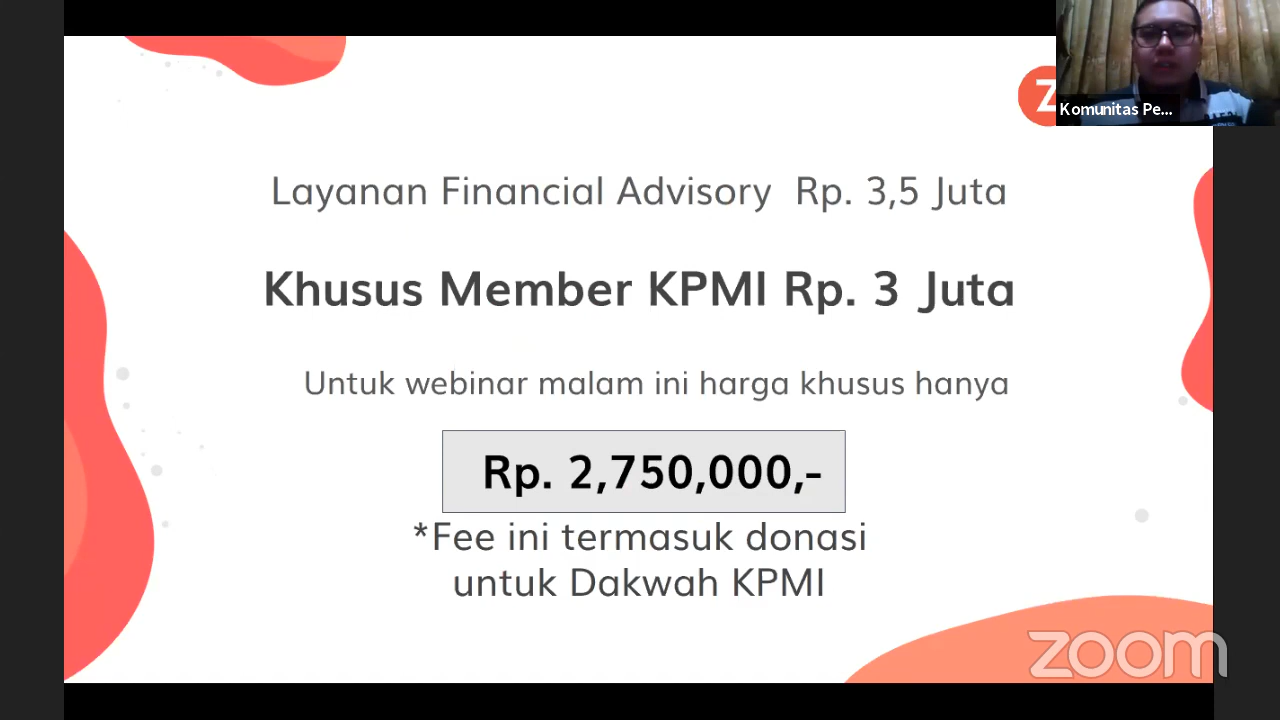 Z
Komunitas Pe...
Layanan Financial Advisory Rp. 3,5 Juta
Khusus Member KPMI Rp. 3 Juta
Untuk webinar malam ini harga khusus hanya
Rp. 2,750,000,-
*Fee ini termasuk donasi
untuk Dakwah KPMI
zoom